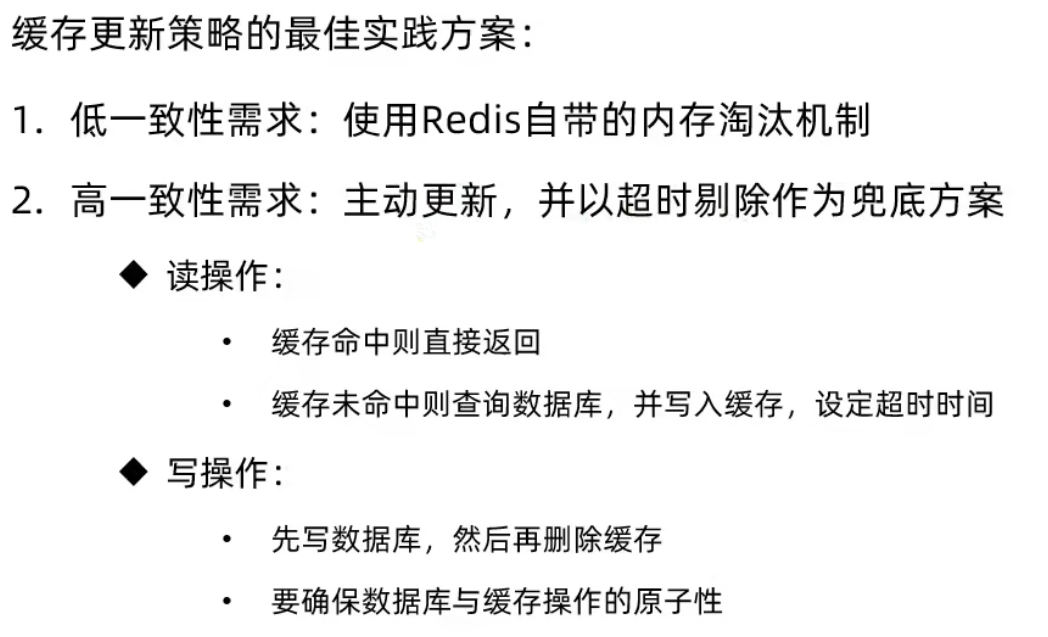 缓存更新策略的最佳实践方案：
1. 低一致性需求：使用Redis自带的内存淘汰机制
2. 高一致性需求：主动更新，并以超时剔除作为兜底方案
◆ 读操作：
• 缓存命中则直接返回
• 缓存未命中则查询数据库，并写入缓存，设定超时时间
◆ 写操作：
• 先写数据库，然后再删除缓存
• 要确保数据库与缓存操作的原子性